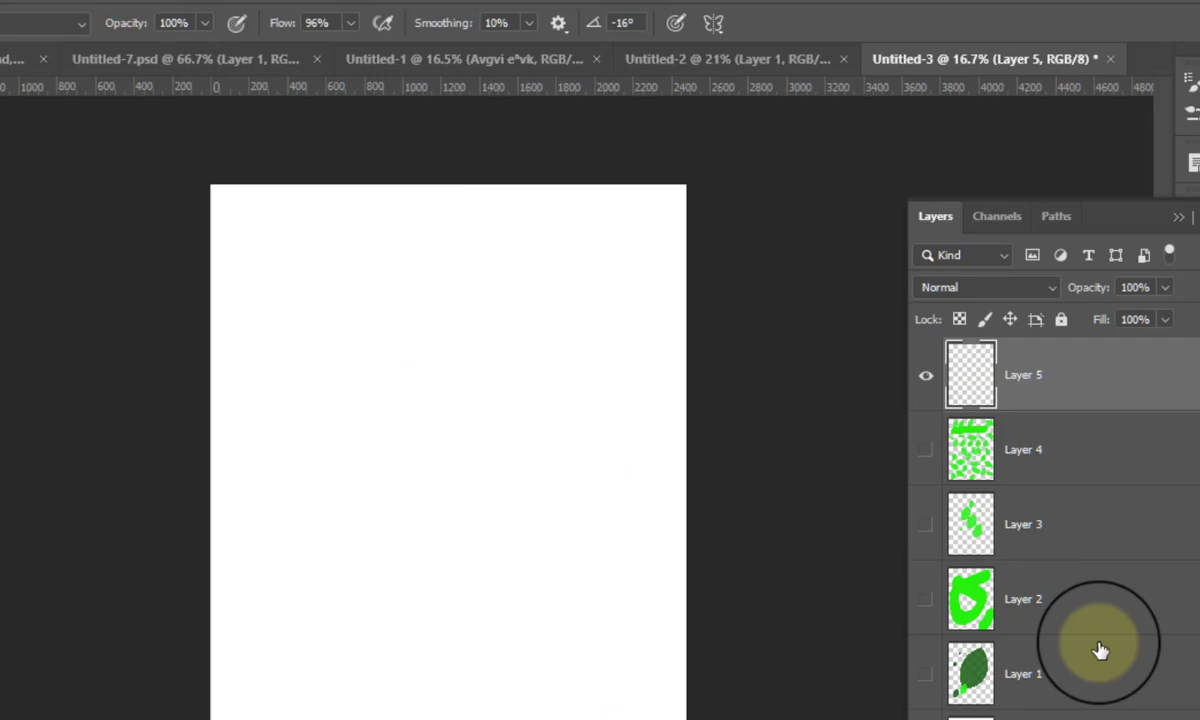 Opacity: 100% Flow: 96% Smoothing: 10% -16°
nd,... × Untitled-7.psd @ 66.7% (Layer 1, RG... × Untitled-1 @ 16.5% (Avgvi e^vk, RGB/... × Untitled-2 @ 21% (Layer 1, RGB/... × Untitled-3 @ 16.7% (Layer 5, RGB/8) * ×
1000 800 600 400 200 0 200 400 600 800 1000 1200 1400 1600 1800 2000 2200 2400 2600 2800 3000 3200 3400 3600 3800 4000 4200 4400 4600 4800
Layers Channels Paths
Kind
Normal Opacity: 100%
Lock: Fill: 100%
Layer 5
Layer 4
Layer 3
Layer 2
Layer 1